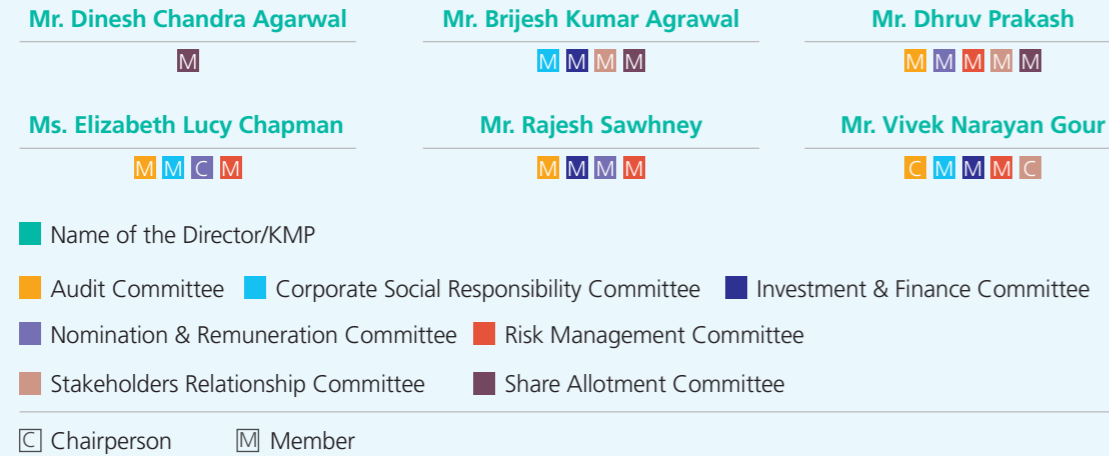 Mr. Dinesh Chandra Agarwal Mr. Brijesh Kumar Agrawal Mr. Dhruv Prakash
M M M M M M M M M M
Ms. Elizabeth Lucy Chapman Mr. Rajesh Sawhney Mr. Vivek Narayan Gour
M M C M M M M M C M M M C
Name of the Director/KMP
Audit Committee Corporate Social Responsibility Committee Investment & Finance Committee
Nomination & Remuneration Committee Risk Management Committee
Stakeholders Relationship Committee Share Allotment Committee
C Chairperson M Member